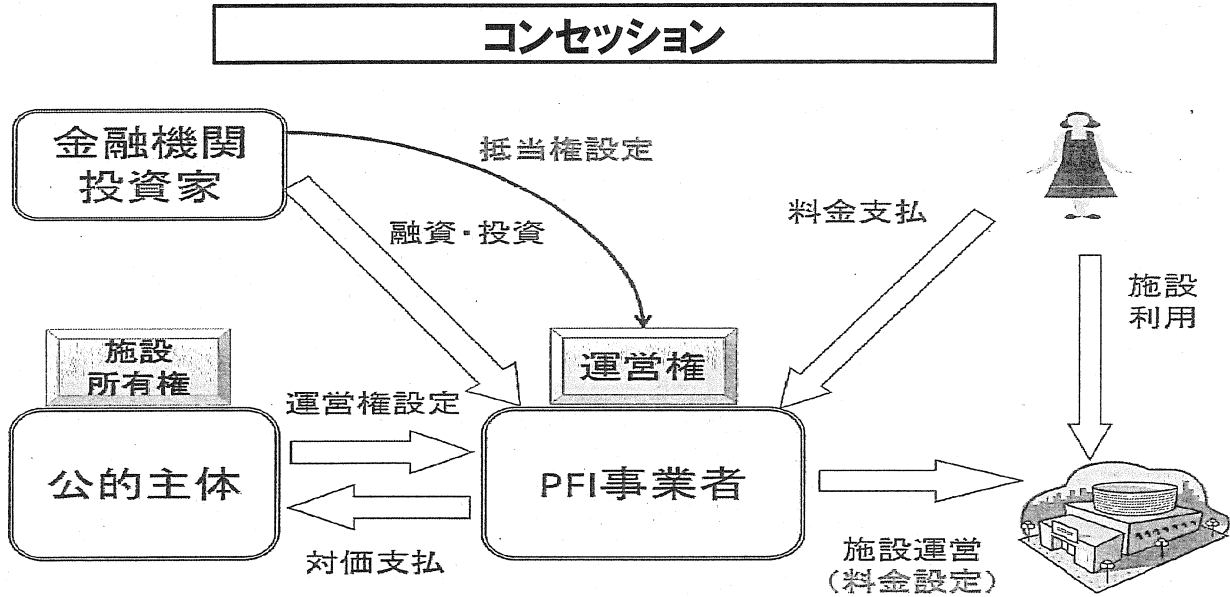 コンセッション
金融機関
投資家
抵当権設定
融資・投資
料金支払
施設
利用
施設
所有権
運営権設定
運営権
公的主体
PFI事業者
対価支払
施設運営
(料金設定)